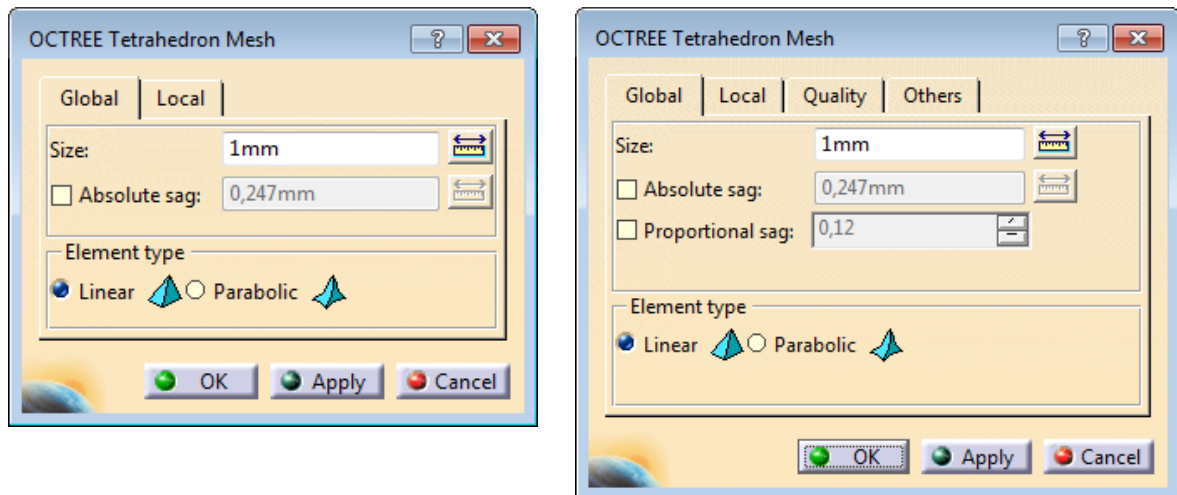 OCTREE Tetrahedron Mesh
Global Local
Size: 1mm
Absolute sag: 0,247mm
Element type
Linear Parabolic
OK Apply Cancel
OCTREE Tetrahedron Mesh
Global Local Quality Others
Size: 1mm
Absolute sag: 0,247mm
Proportional sag: 0,12
Element type
Linear Parabolic
OK Apply Cancel